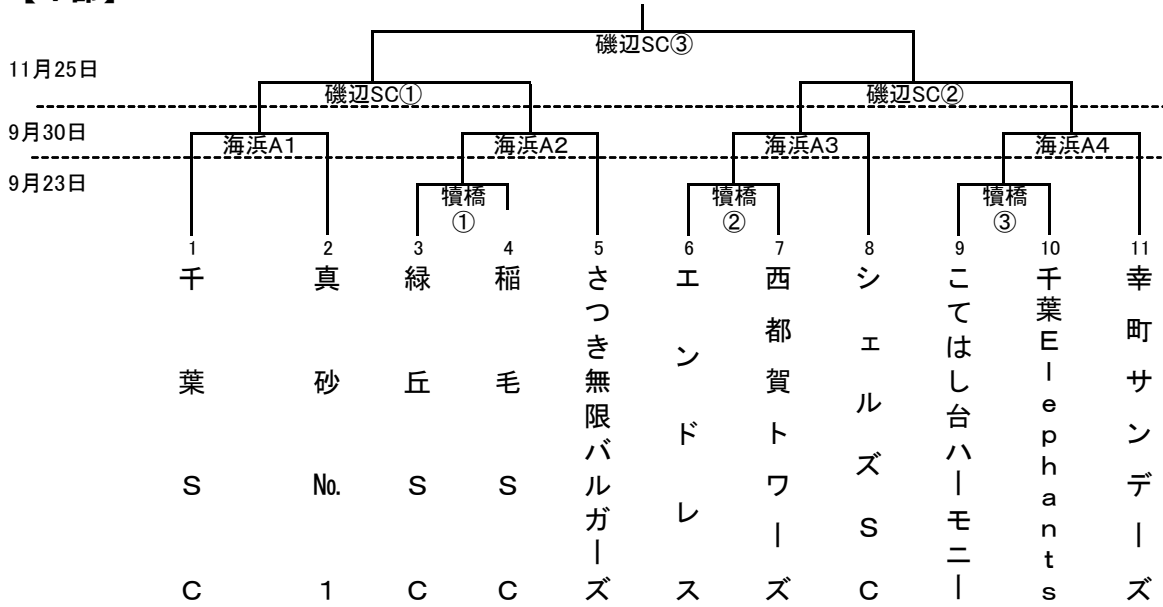 磯辺SC③
11月25日
磯辺SC① 磯辺SC②
9月30日
海浜A1 海浜A2 海浜A3 海浜A4
9月23日
犢橋① 犢橋② 犢橋③
1 2 3 4 5 6 7 8 9 10 11
千葉SC
真砂№1
緑丘SC
稲毛SC
さつき無限バルガーズ
エンドレス
西都賀トワーズ
シェルズSC
こてはし台ハーモニー
千葉Elephants
幸町サンデーズ